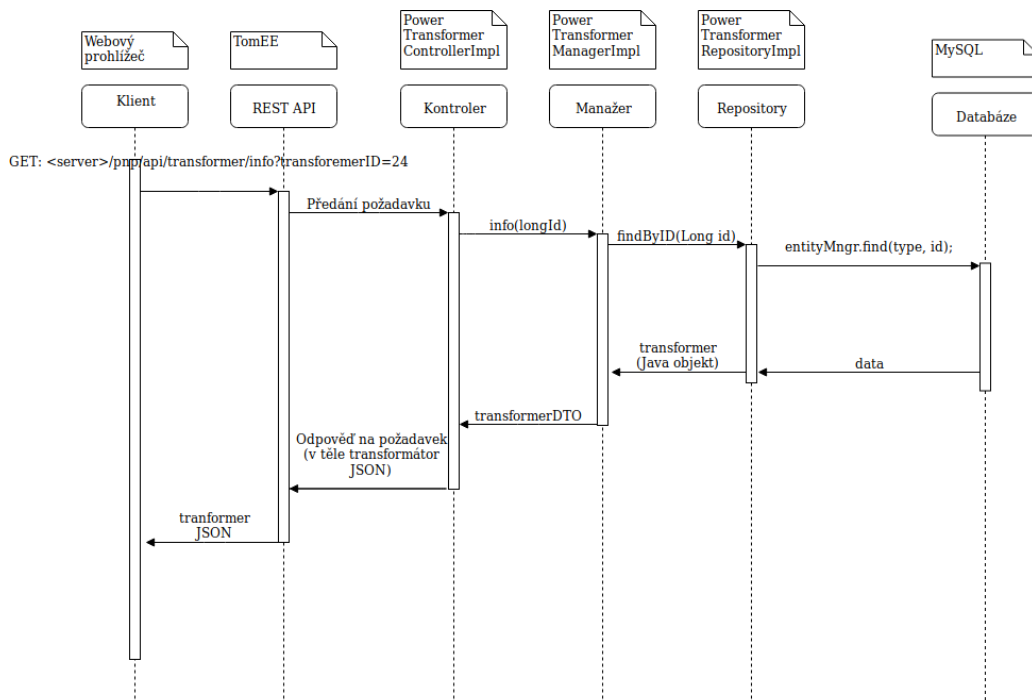 Power
Transformer
ControllerImpl
Power
Transformer
ManagerImpl
Power
Transformer
RepositoryImpl
Webový
prohlížeč
TomEE
MySQL
Klient
REST API
Kontroler
Manažer
Repository
Databáze
GET: <server>/pnp/api/transformer/info?transforemerID=24
Předání požadavku
info(longId)
findByID(Long id)
entityMngr.find(type, id);
transformer
(Java objekt)
data
transformerDTO
Odpověď na požadavek
(v těle transformátor
JSON)
tranformer
JSON